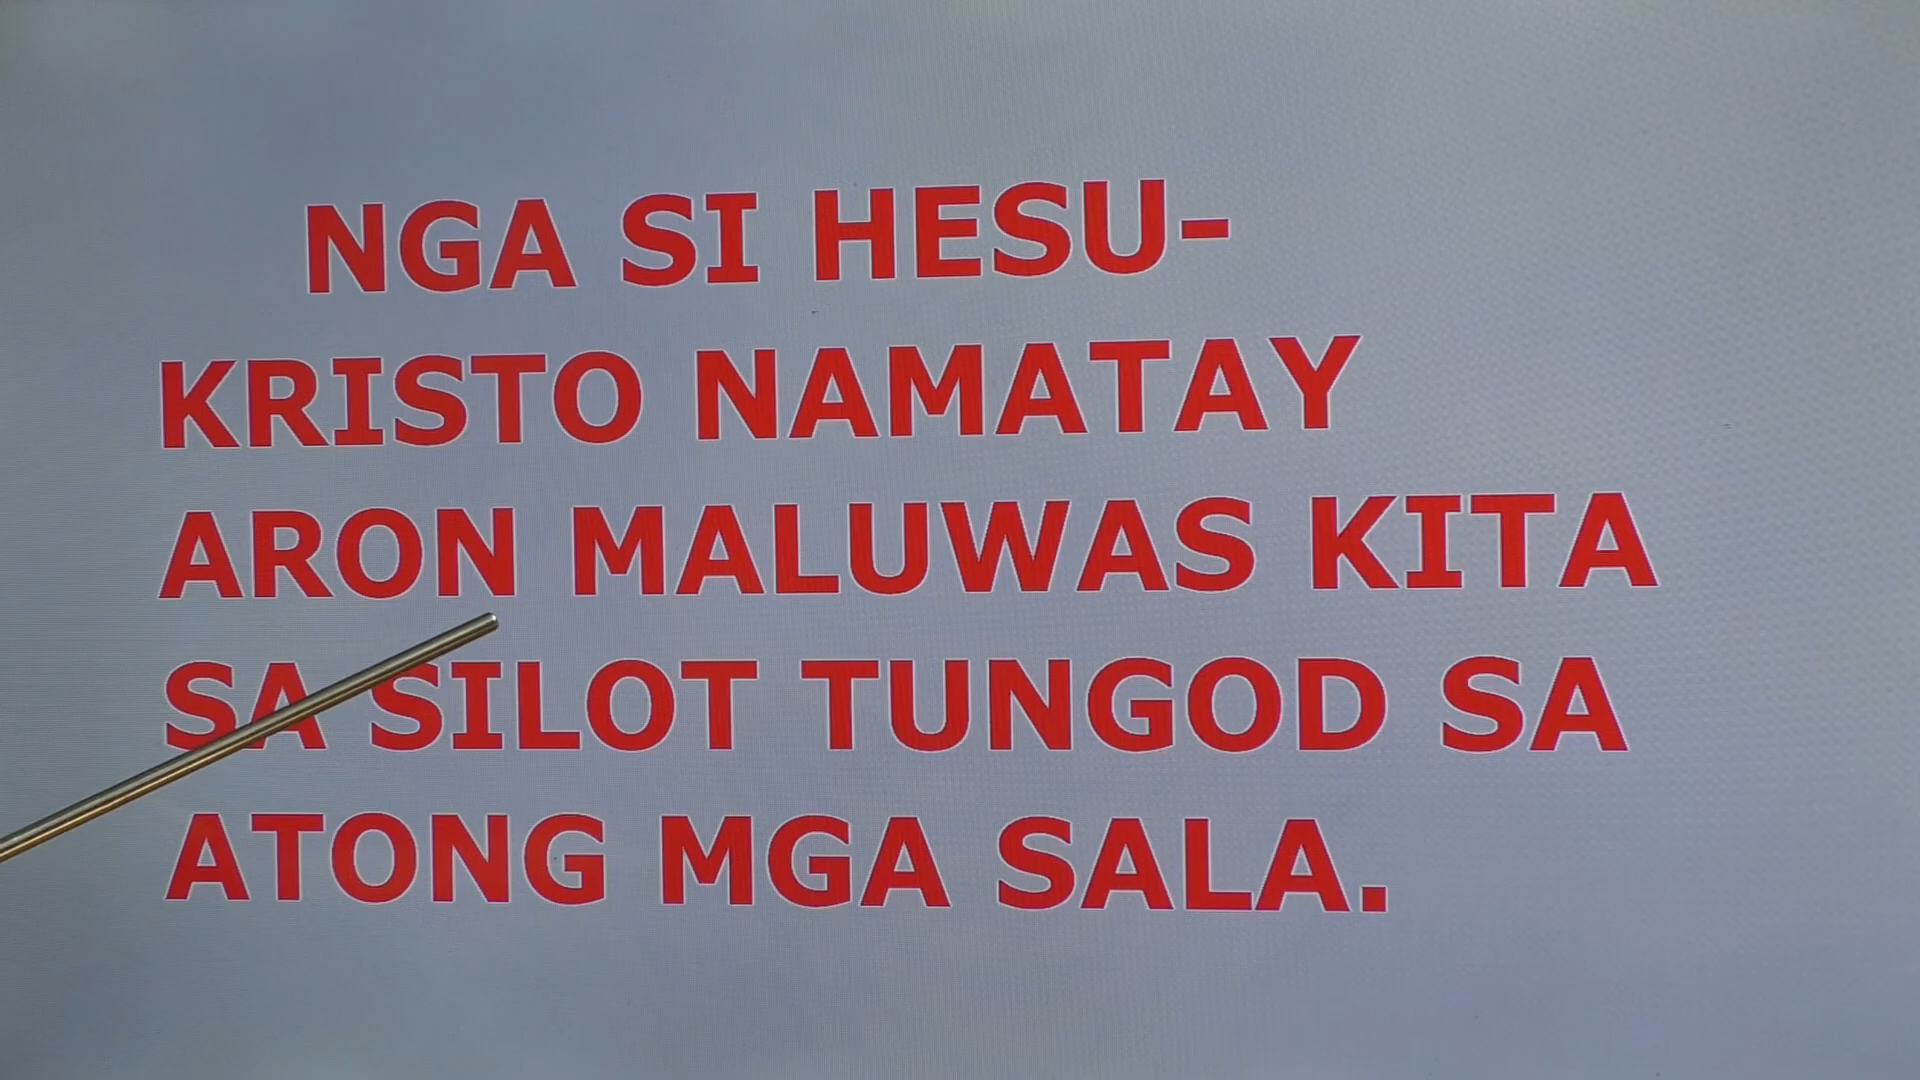 NGA SI HESU-
KRISTO NAMATAY
ARON MALUWAS KITA
SA SILOT TUNGOD SA
ATONG MGA SALA.